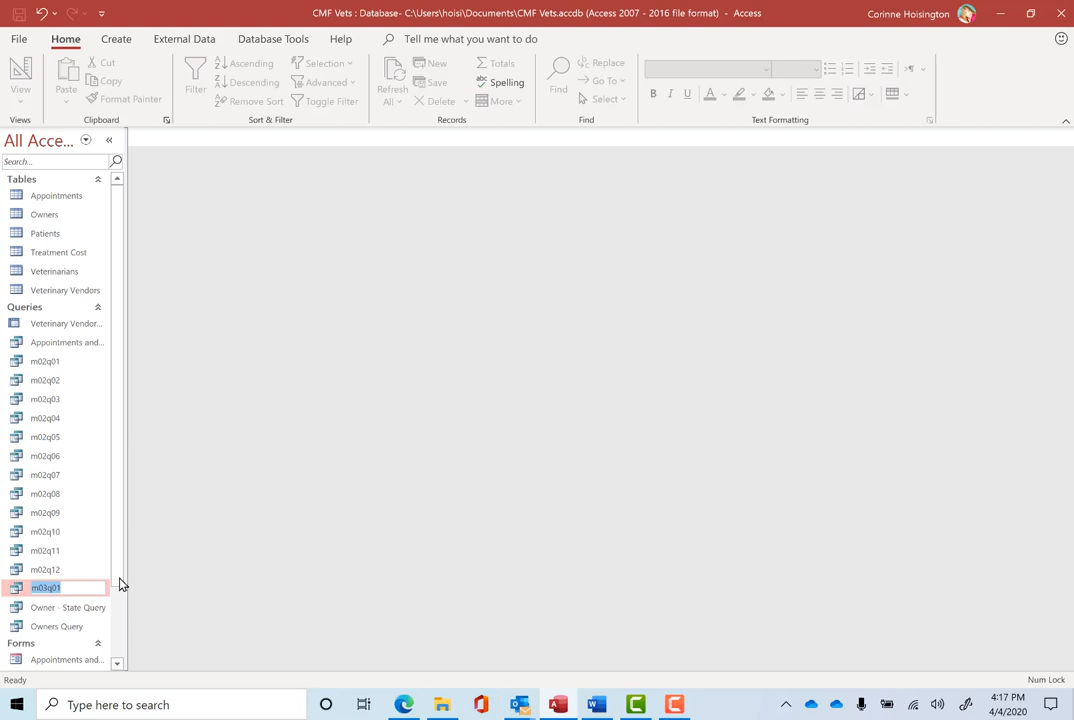 CMF Vets : Database- C:\Users\hoisi\Documents\CMF Vets.accdb (Access 2007 - 2016 file format) - Access
Corinne Hoisington
File Home Create External Data Database Tools Help Tell me what you want to do
View
Views
Paste
Cut
Copy
Format Painter
Clipboard
Filter
Ascending
Descending
Remove Sort
Selection
Advanced
Toggle Filter
Sort & Filter
Refresh All
New
Save
Delete
Totals
Spelling
More
Records
Find
Replace
Go To
Select
Find
B I U A
Text Formatting
All Acce...
Search...
Tables
Appointments
Owners
Patients
Treatment Cost
Veterinarians
Veterinary Vendors
Queries
Veterinary Vendor...
Appointments and...
m02q01
m02q02
m02q03
m02q04
m02q05
m02q06
m02q07
m02q08
m02q09
m02q10
m02q11
m02q12
m03q01
Owner - State Query
Owners Query
Forms
Appointments and...
Ready
Num Lock
Type here to search
4:17 PM
4/4/2020